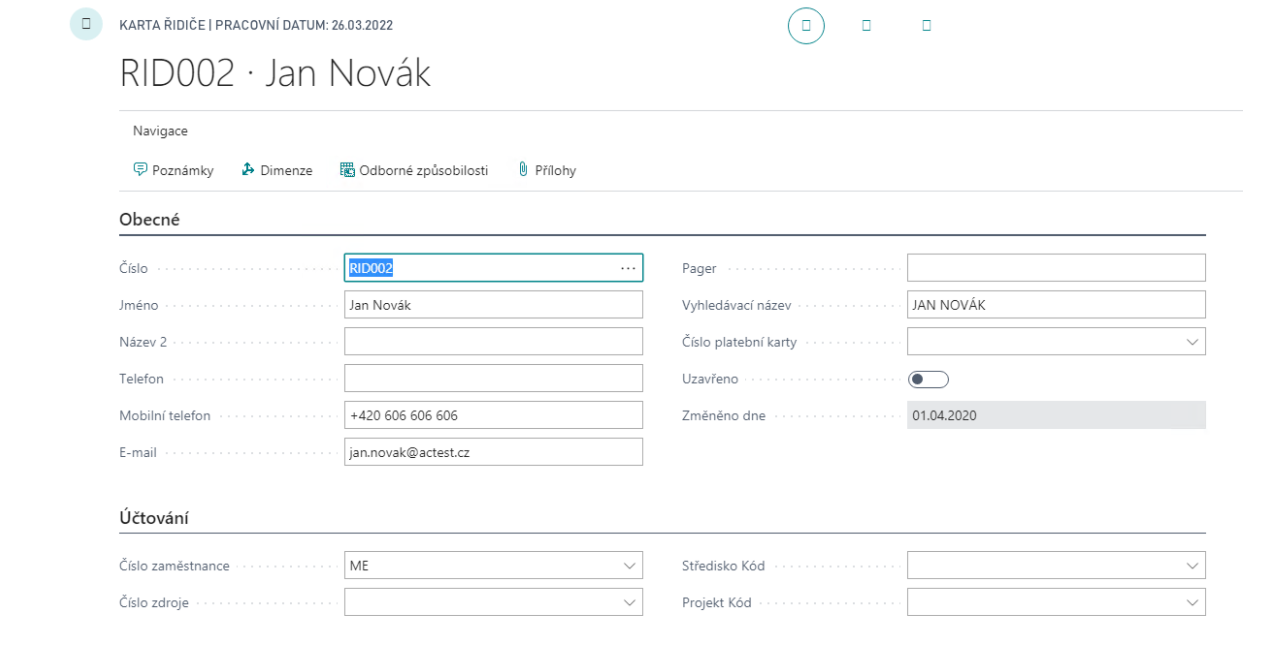 KARTA ŘIDIČE | PRACOVNÍ DATUM: 26.03.2022
RID002 · Jan Novák
Navigace
Poznámky Dimenze Odborné způsobilosti Přílohy
Obecné
Číslo RID002 ··· Pager
Jméno Jan Novák Vyhledávací název JAN NOVÁK
Název 2 Číslo platební karty
Telefon Uzavřeno
Mobilní telefon +420 606 606 606 Změněno dne 01.04.2020
E-mail jan.novak@actest.cz
Účtování
Číslo zaměstnance ME Středisko Kód
Číslo zdroje Projekt Kód